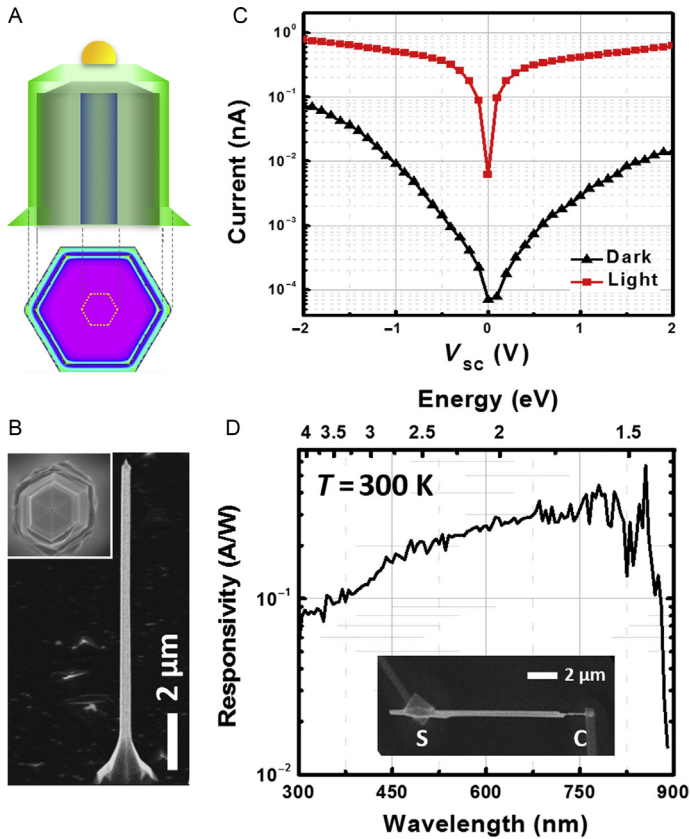 A
C
10⁰
10⁻¹
10⁻²
10⁻³
10⁻⁴
Current (nA)
Dark
Light
−2 −1 0 1 2
V_SC (V)
B
2 μm
D
Energy (eV)
4 3.5 3 2.5 2 1.5
T = 300 K
10⁰
10⁻¹
10⁻²
Responsivity (A/W)
2 μm
S C
300 450 600 750 900
Wavelength (nm)